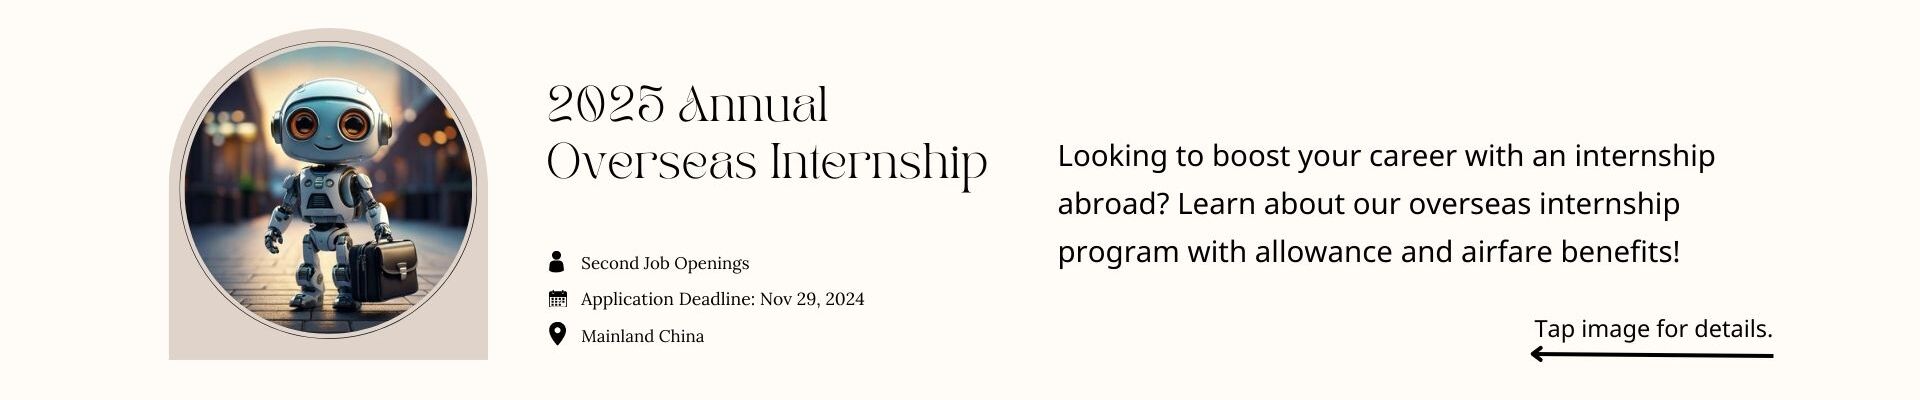 2025 Annual
Overseas Internship
Second Job Openings
Application Deadline: Nov 29, 2024
Mainland China
Looking to boost your career with an internship
abroad? Learn about our overseas internship
program with allowance and airfare benefits!
Tap image for details.